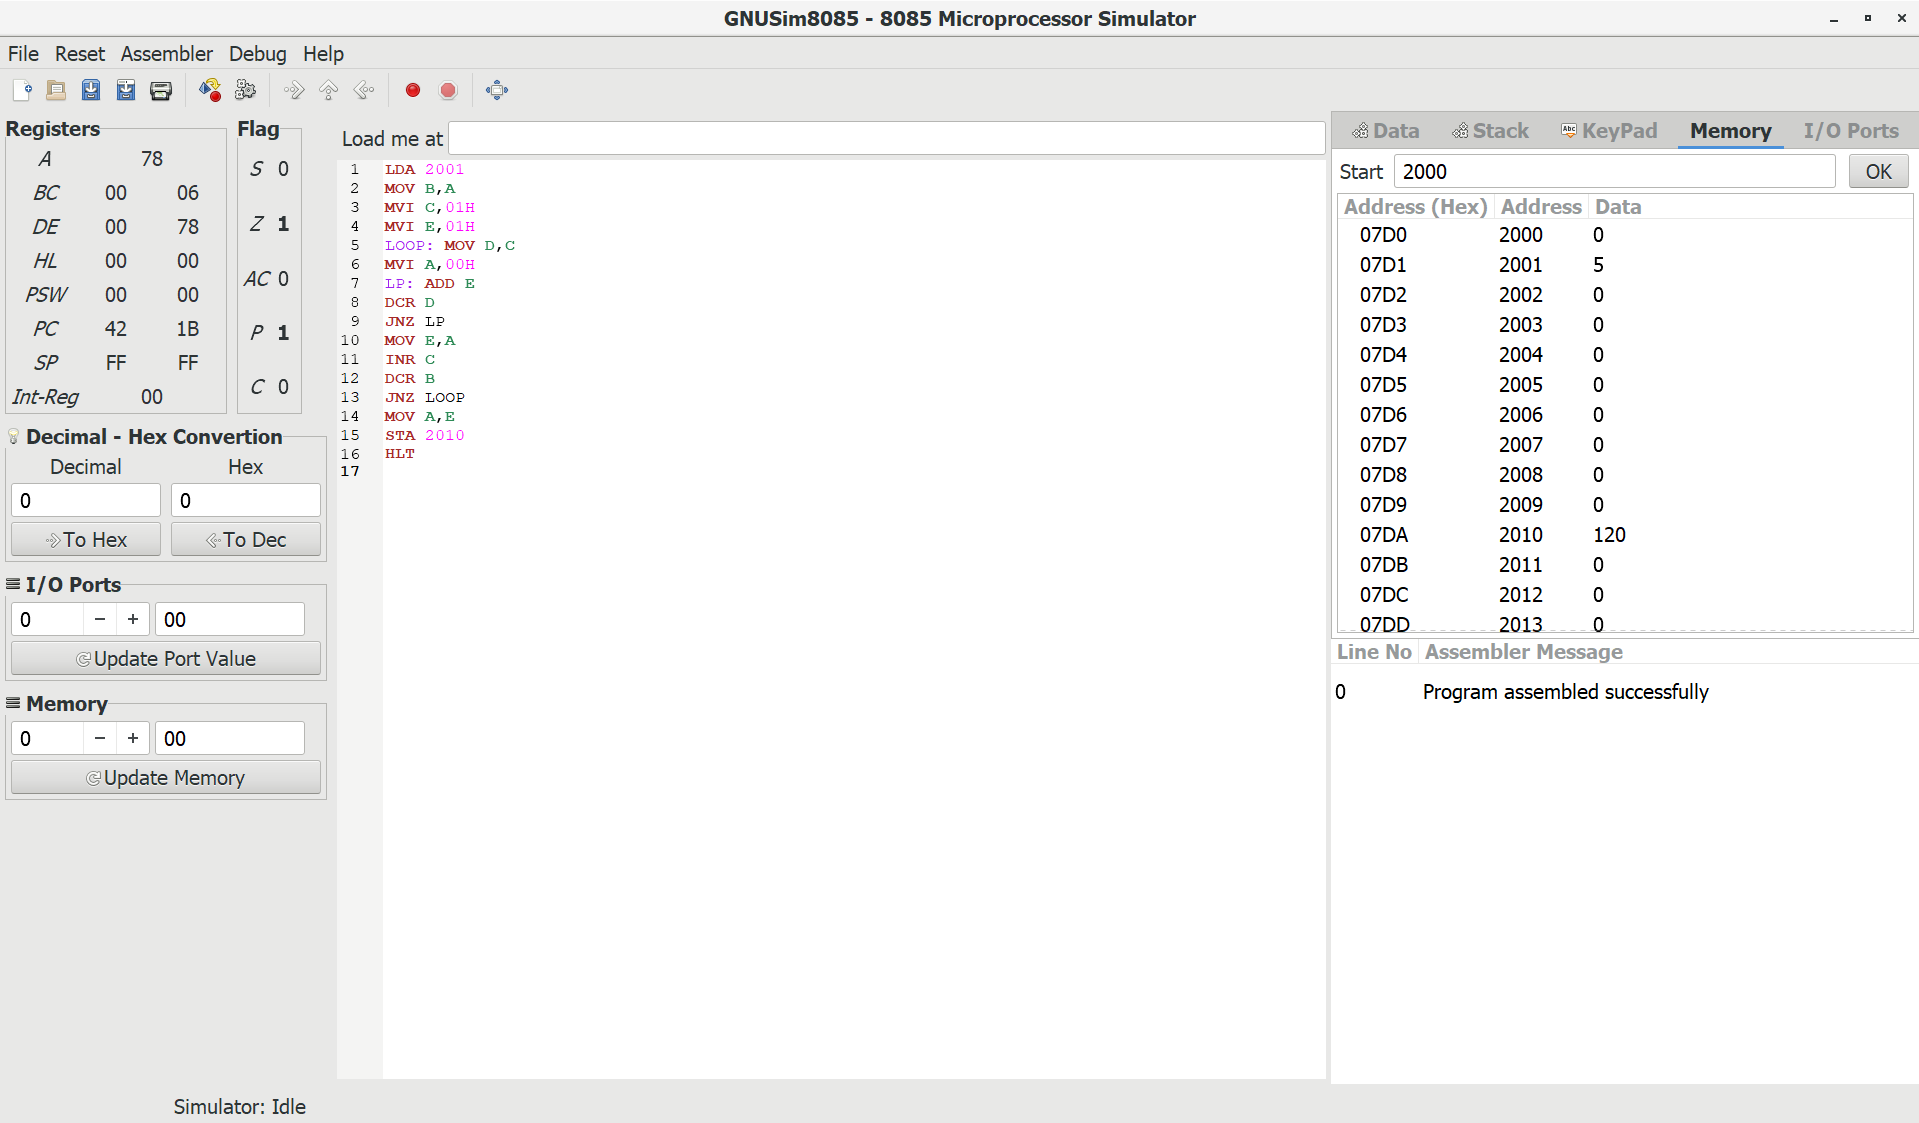 GNUSim8085 - 8085 Microprocessor Simulator
File Reset Assembler Debug Help
Registers
A 78
BC 00 06
DE 00 78
HL 00 00
PSW 00 00
PC 42 1B
SP FF FF
Int-Reg 00
Flag
S 0
Z 1
AC 0
P 1
C 0
Decimal - Hex Convertion
Decimal Hex
0 0
To Hex To Dec
I/O Ports
0 − + 00
Update Port Value
Memory
0 − + 00
Update Memory
Simulator: Idle
Load me at
1 LDA 2001
2 MOV B,A
3 MVI C,01H
4 MVI E,01H
5 LOOP: MOV D,C
6 MVI A,00H
7 LP: ADD E
8 DCR D
9 JNZ LP
10 MOV E,A
11 INR C
12 DCR B
13 JNZ LOOP
14 MOV A,E
15 STA 2010
16 HLT
17
Data Stack Abc KeyPad Memory I/O Ports
Start 2000 OK
Address (Hex) Address Data
07D0 2000 0
07D1 2001 5
07D2 2002 0
07D3 2003 0
07D4 2004 0
07D5 2005 0
07D6 2006 0
07D7 2007 0
07D8 2008 0
07D9 2009 0
07DA 2010 120
07DB 2011 0
07DC 2012 0
07DD 2013 0
Line No Assembler Message
0 Program assembled successfully